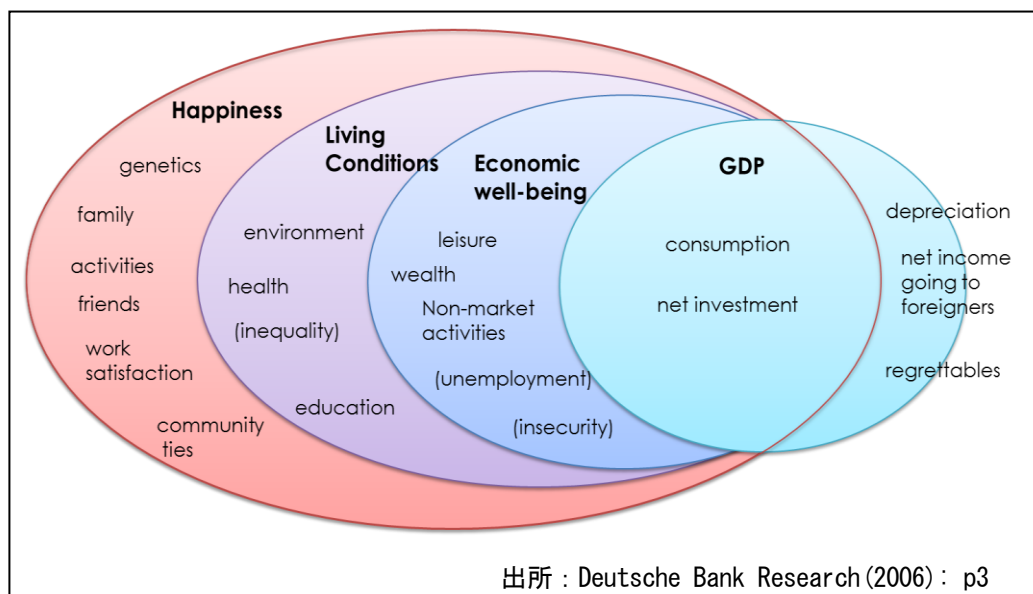 Happiness
genetics
family
activities
friends
work
satisfaction
community
ties
Living
Conditions
environment
health
(inequality)
education
Economic
well-being
leisure
wealth
Non-market
activities
(unemployment)
(insecurity)
GDP
consumption
net investment
depreciation
net income
going to
foreigners
regrettables
出所：Deutsche Bank Research(2006): p3